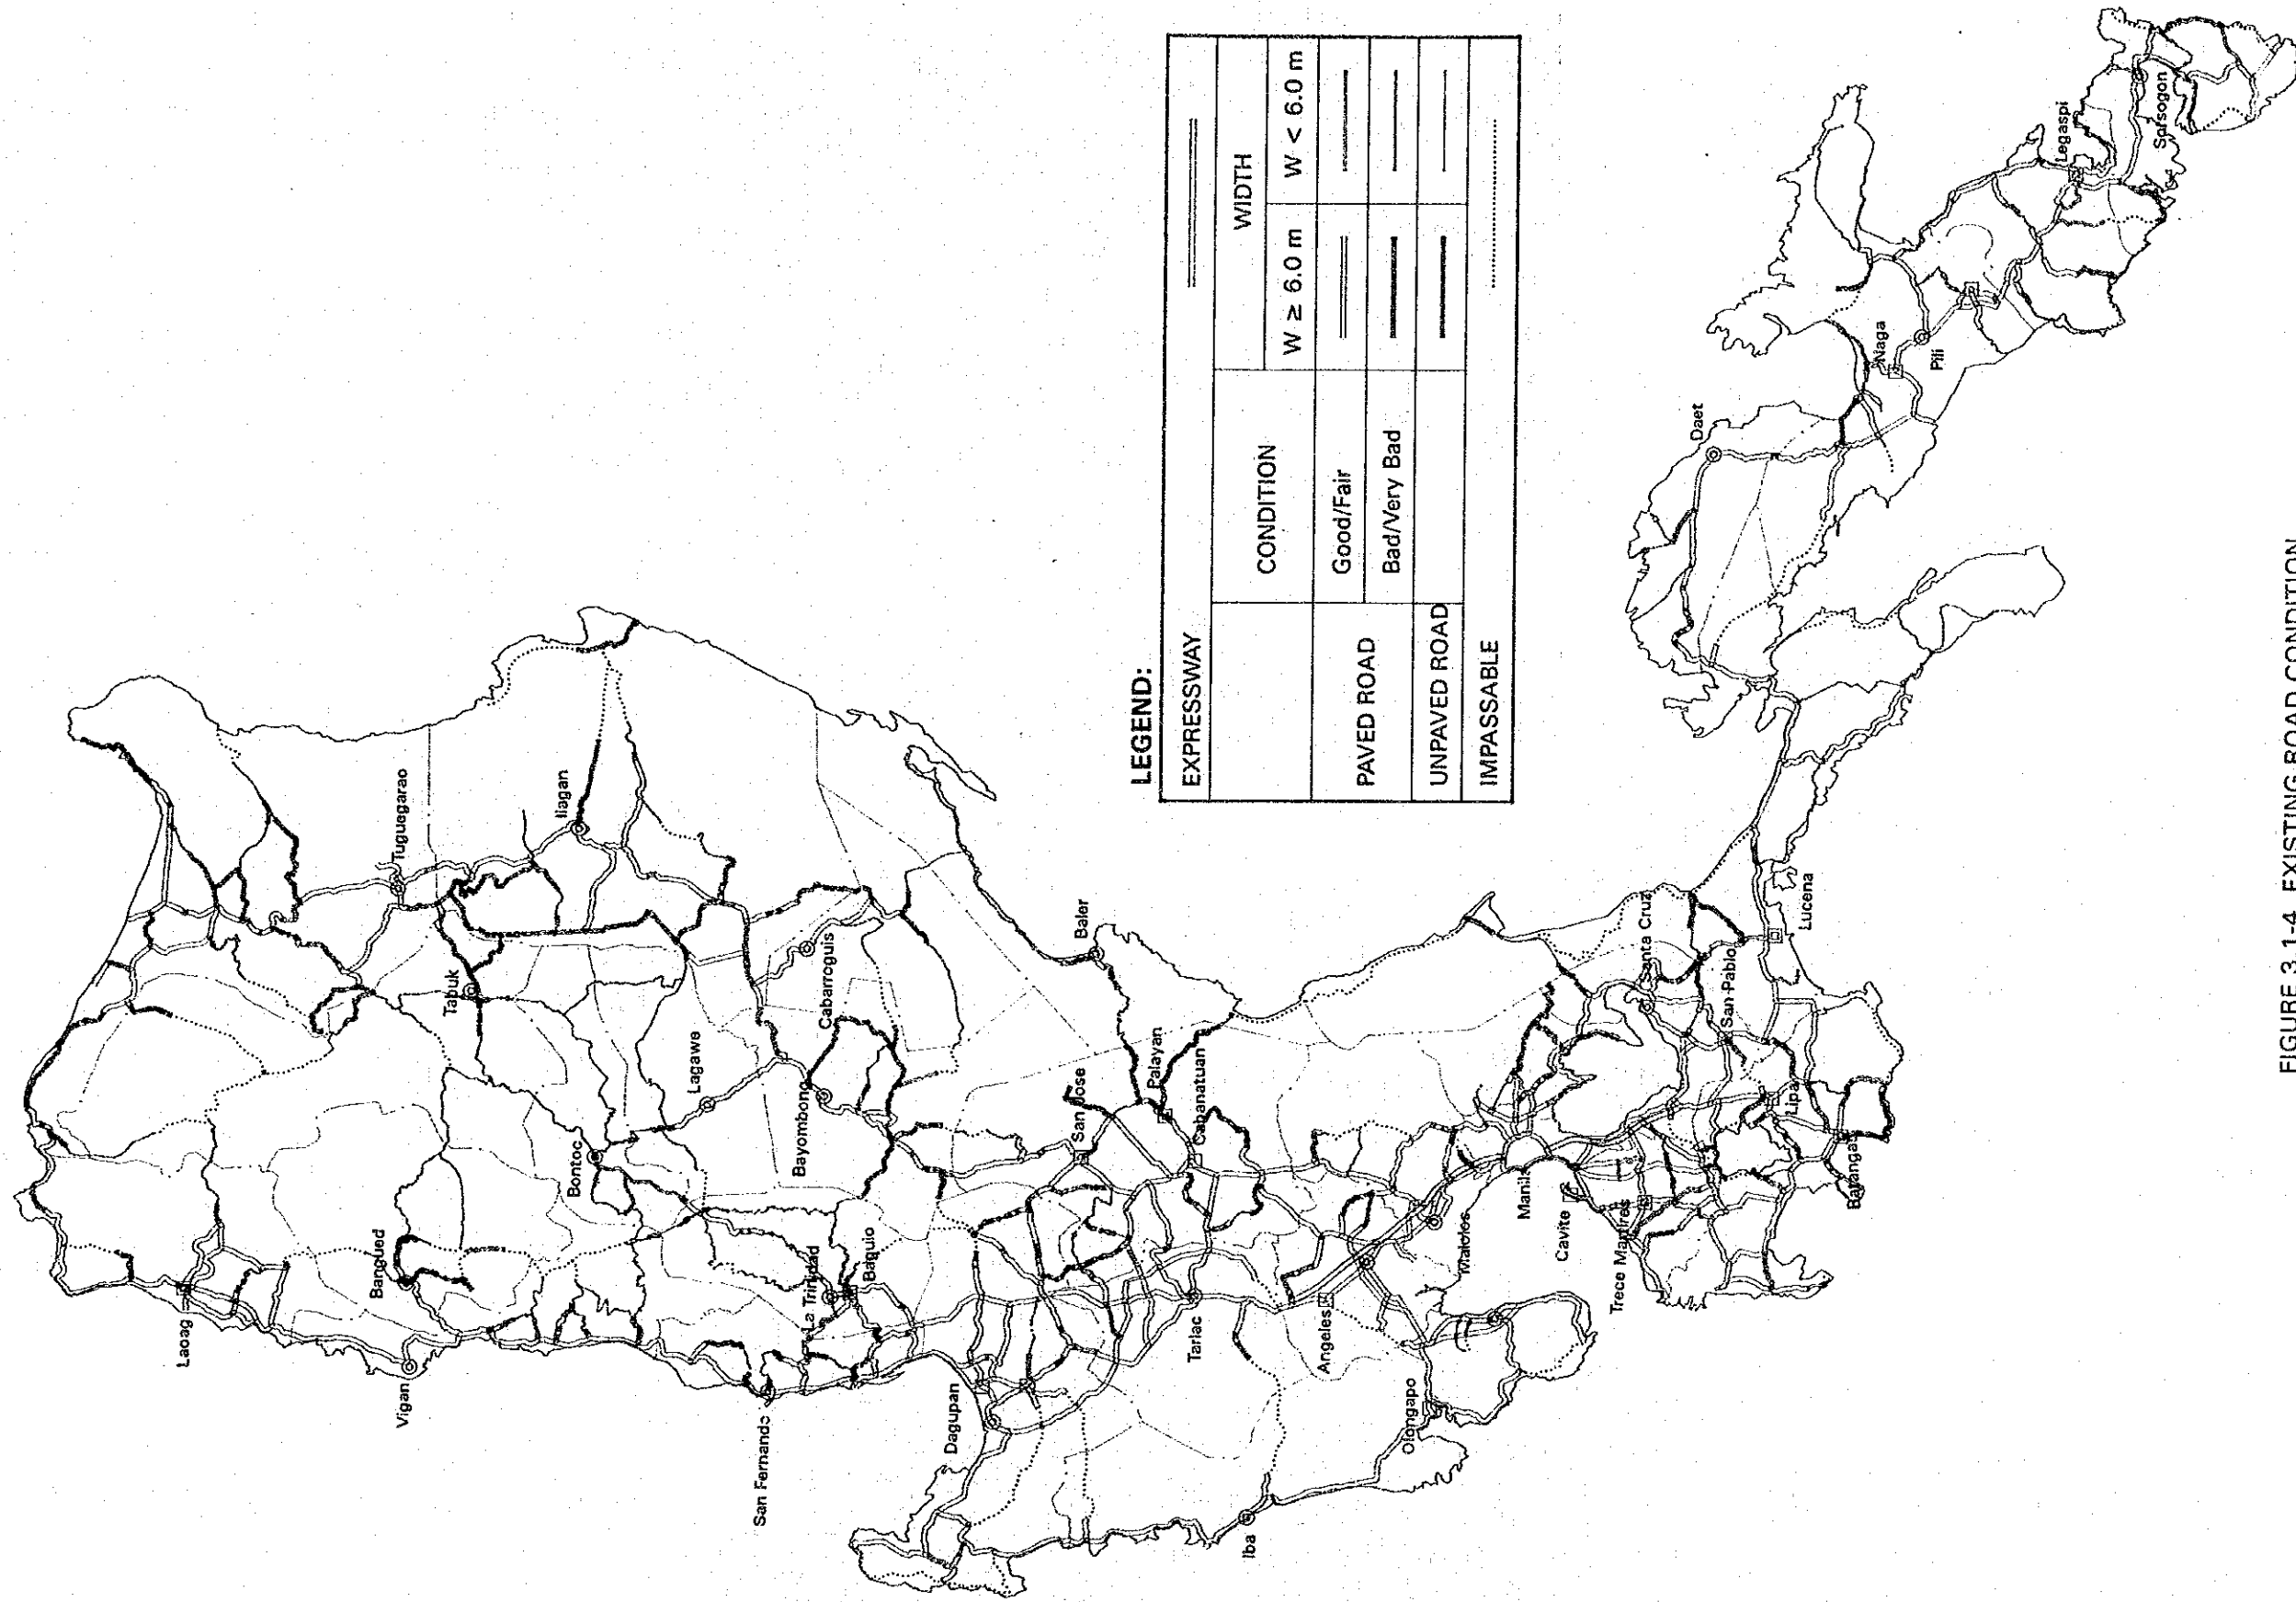 LEGEND:
EXPRESSWAY
CONDITION
WIDTH
W ≥ 6.0 m
W < 6.0 m
PAVED ROAD
Good/Fair
Bad/Very Bad
UNPAVED ROAD
IMPASSABLE
Laoag
Vigan
Bangued
Tuguegarao
Tabuk
Ilagan
Bontoc
Lagawe
Cabarroguis
Bayombong
San Fernando
La Trinidad
Baguio
Dagupan
San Jose
Baler
Palayan
Cabanatuan
Tarlac
Iba
Angeles
Olongapo
Malolos
Manila
Cavite
Trece Martires
Santa Cruz
San Pablo
Lucena
Lipa
Batangas
Daet
Naga
Pili
Legaspi
Sorsogon
FIGURE 3.1-4 EXISTING ROAD CONDITION